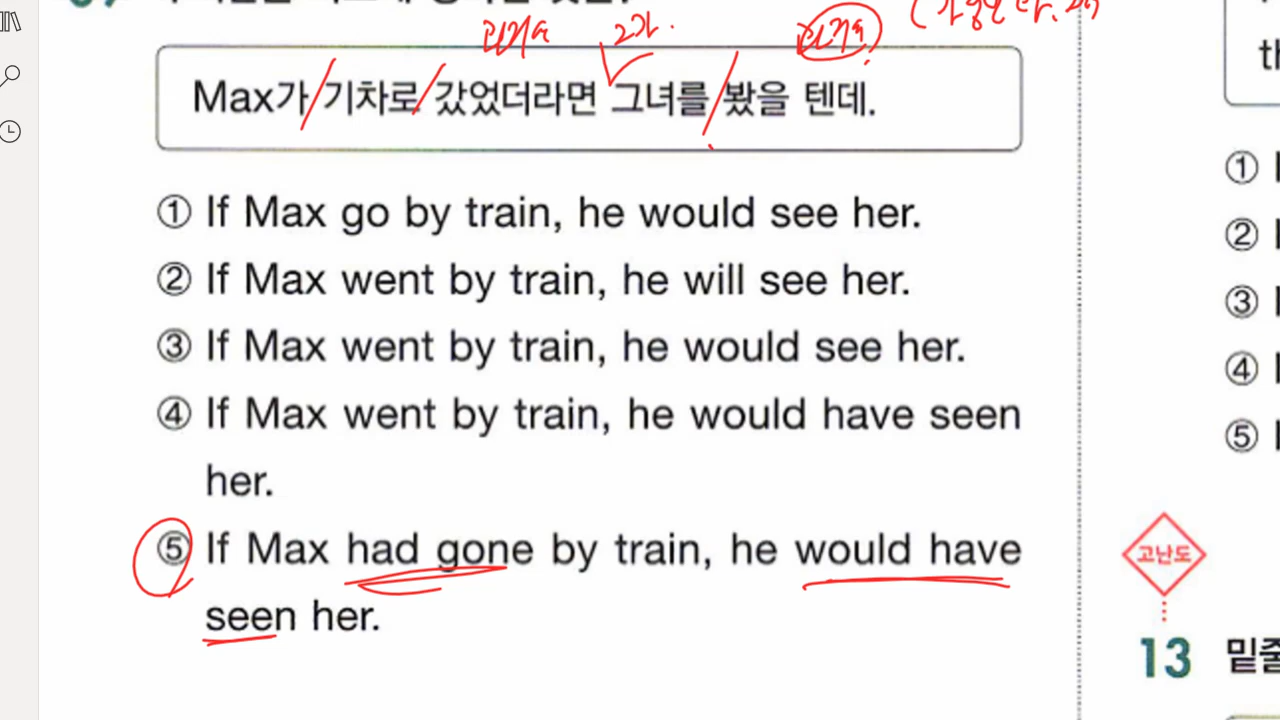 Max가 기차로 갔었더라면 그녀를 봤을 텐데.
① If Max go by train, he would see her.
② If Max went by train, he will see her.
③ If Max went by train, he would see her.
④ If Max went by train, he would have seen
her.
⑤ If Max had gone by train, he would have
seen her.
①
②
③
④
⑤
고난도
13 밑줄